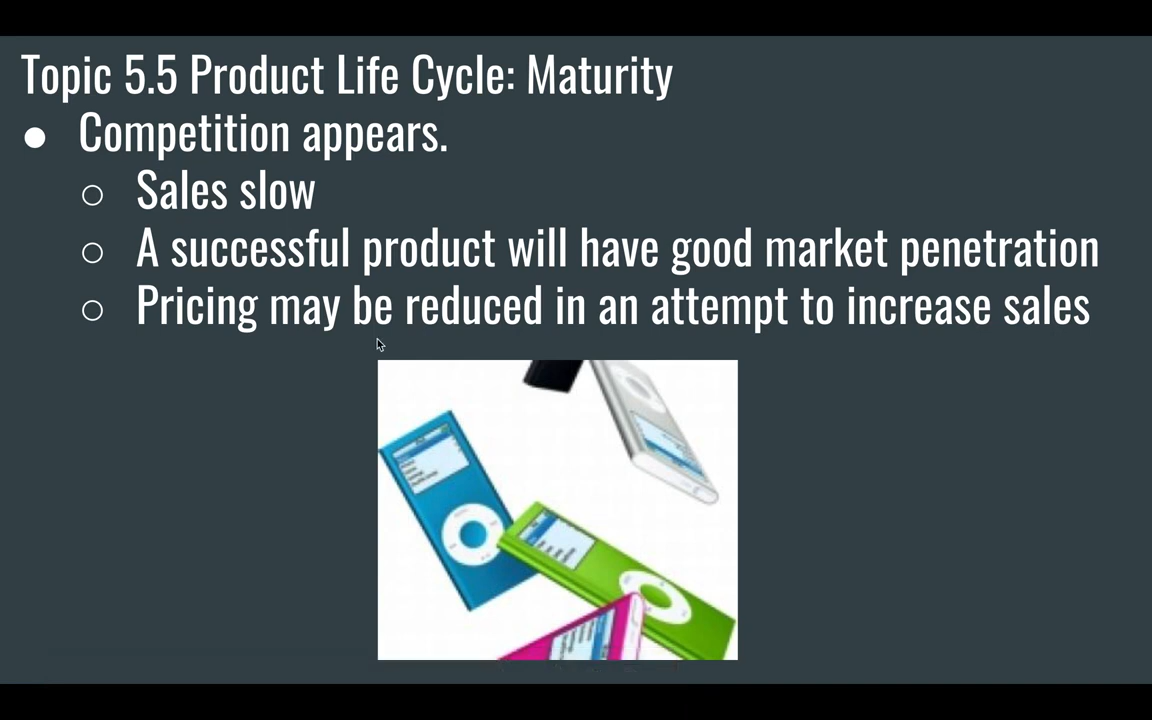 Topic 5.5 Product Life Cycle: Maturity
● Competition appears.
○ Sales slow
○ A successful product will have good market penetration
○ Pricing may be reduced in an attempt to increase sales